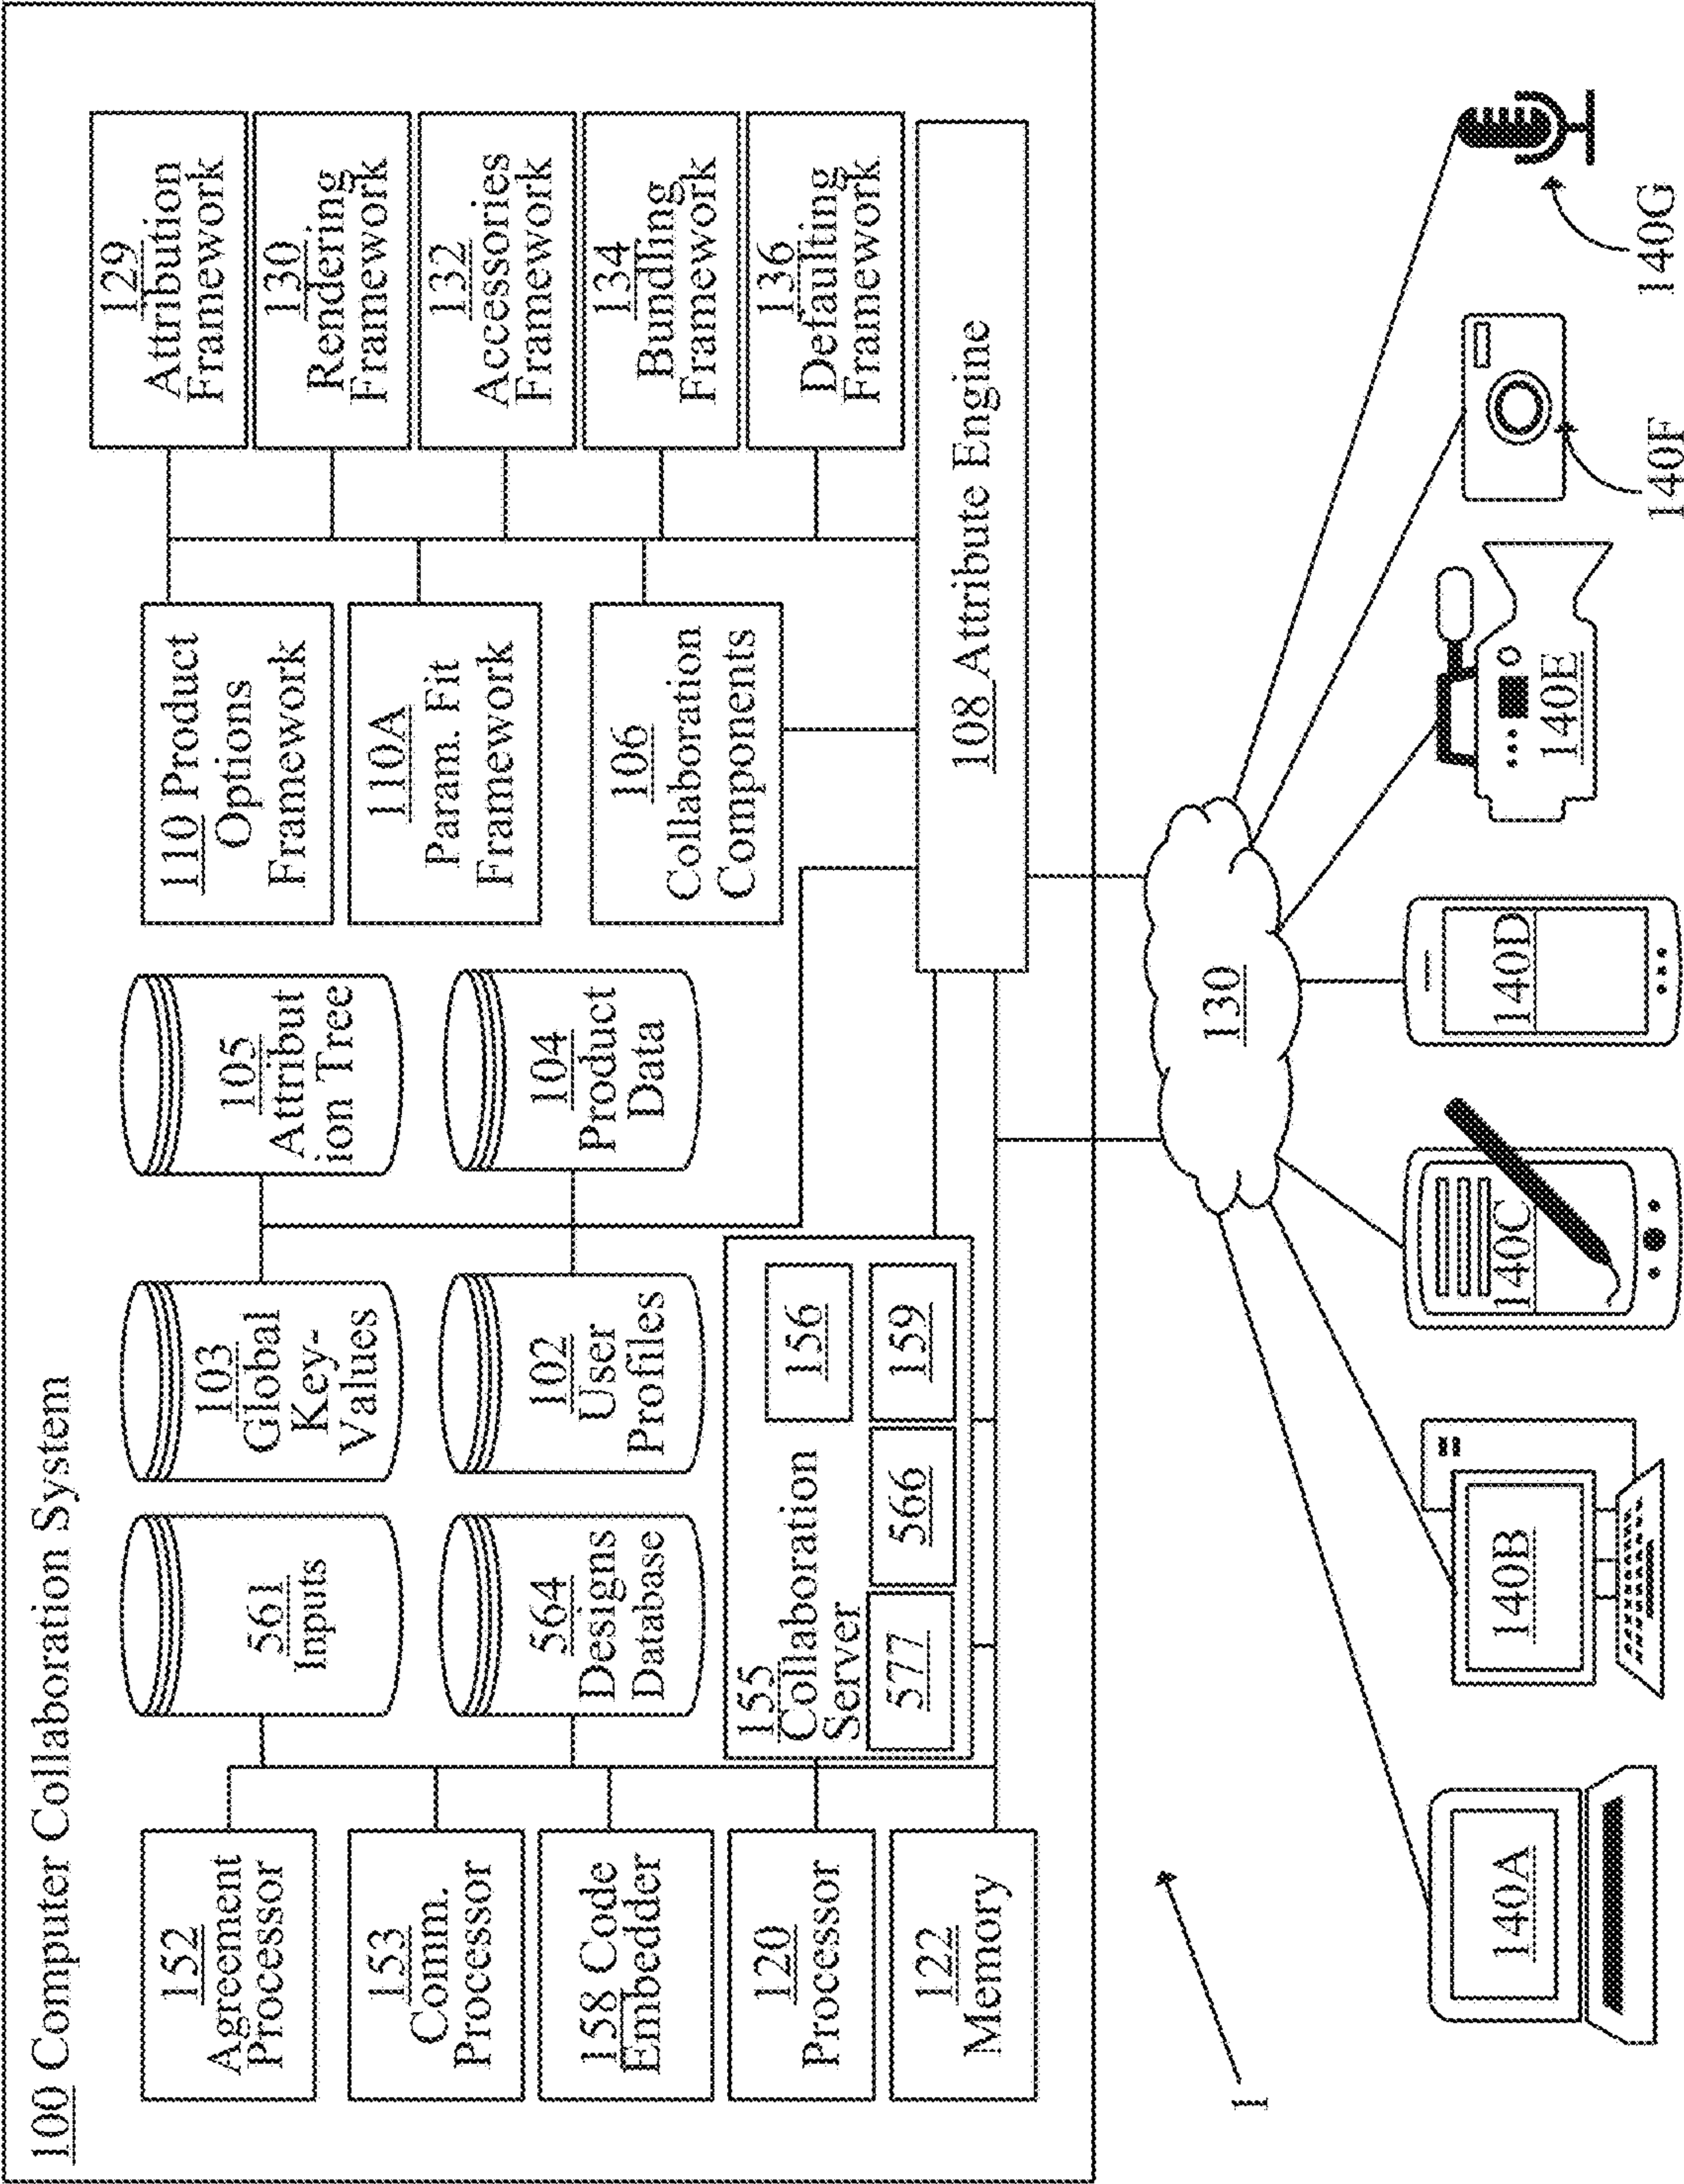 100 Computer Collaboration System
152
Agreement
Processor
153
Comm.
Processor
158 Code
Embedder
120
Processor
122
Memory
561
Inputs
564
Designs
Database
103
Global
Key-
Values
102
User
Profiles
105
Attribut
ion Tree
104
Product
Data
155
Collaboration
Server
156
577
566
159
110 Product
Options
Framework
110A
Param. Fit
Framework
106
Collaboration
Components
129
Attribution
Framework
130
Rendering
Framework
132
Accessories
Framework
134
Bundling
Framework
136
Defaulting
Framework
108 Attribute Engine
130
1
140A
140B
140C
140D
140E
140F
140G